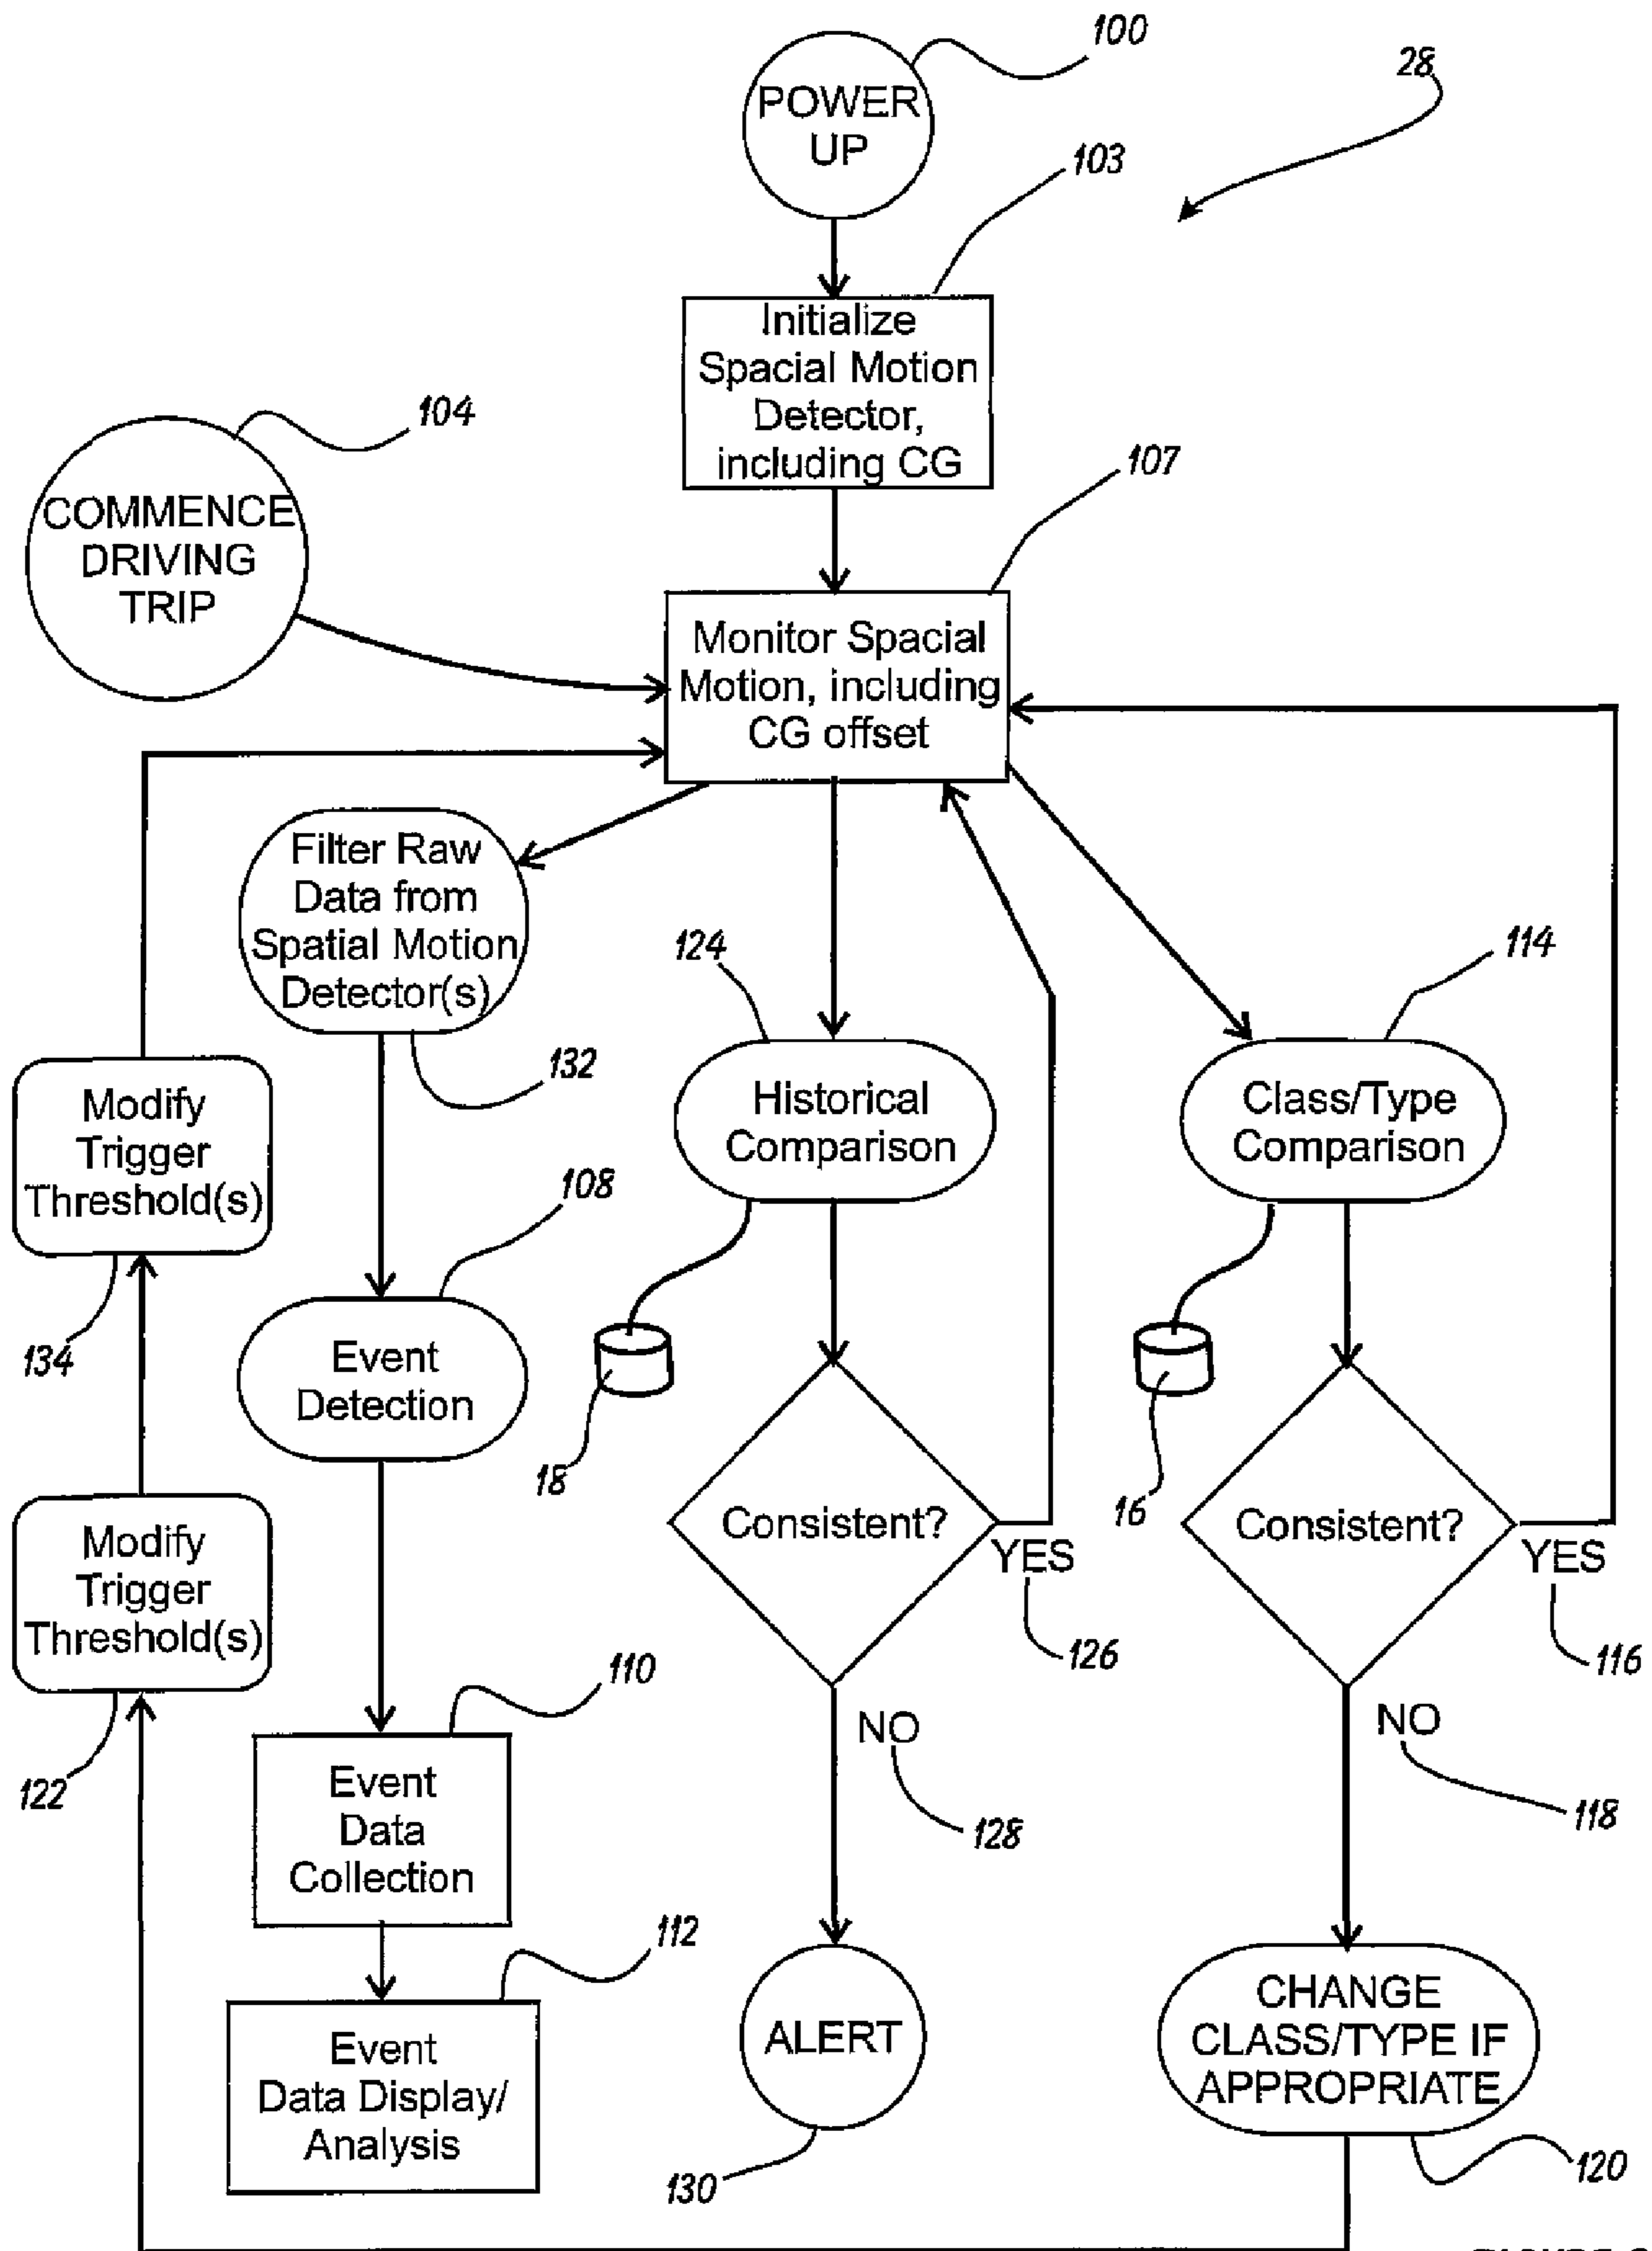 100
28
POWER
UP
103
Initialize
Spacial Motion
Detector,
including CG
104
COMMENCE
DRIVING
TRIP
107
Monitor Spacial
Motion, including
CG offset
Filter Raw
Data from
Spatial Motion
Detector(s)
132
124
114
Modify
Trigger
Threshold(s)
134
Historical
Comparison
Class/Type
Comparison
108
Event
Detection
18
16
Consistent?
YES
126
Consistent?
YES
116
Modify
Trigger
Threshold(s)
122
110
NO
128
NO
118
Event
Data
Collection
112
Event
Data Display/
Analysis
ALERT
130
CHANGE
CLASS/TYPE IF
APPROPRIATE
120